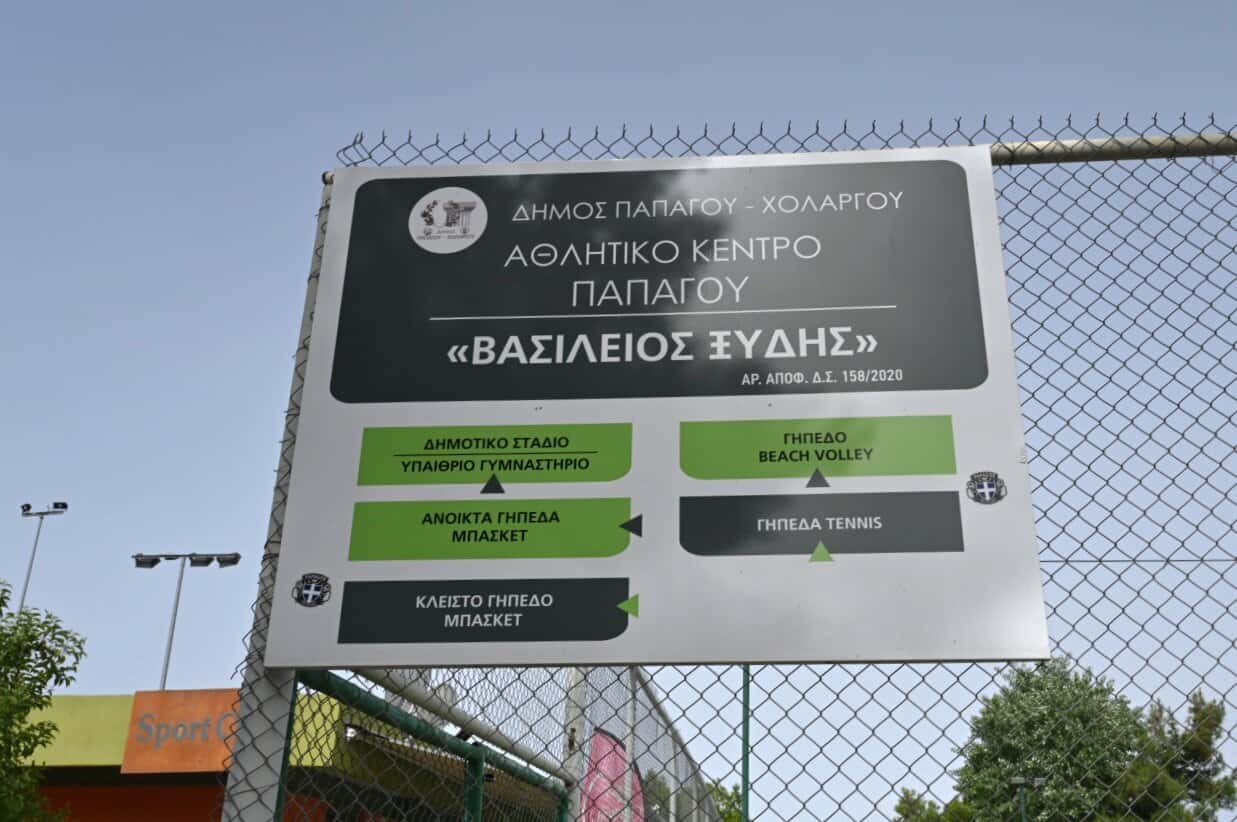 ΔΗΜΟΣ ΠΑΠΑΓΟΥ - ΧΟΛΑΡΓΟΥ
ΑΘΛΗΤΙΚΟ ΚΕΝΤΡΟ
ΠΑΠΑΓΟΥ
«ΒΑΣΙΛΕΙΟΣ ΞΥΔΗΣ»
ΑΡ. ΑΠΟΦ. Δ.Σ. 158/2020
ΔΗΜΟΤΙΚΟ ΣΤΑΔΙΟ
ΥΠΑΙΘΡΙΟ ΓΥΜΝΑΣΤΗΡΙΟ
ΓΗΠΕΔΟ
BEACH VOLLEY
ΑΝΟΙΚΤΑ ΓΗΠΕΔΑ
ΜΠΑΣΚΕΤ
ΓΗΠΕΔΑ TENNIS
ΚΛΕΙΣΤΟ ΓΗΠΕΔΟ
ΜΠΑΣΚΕΤ
Sport C